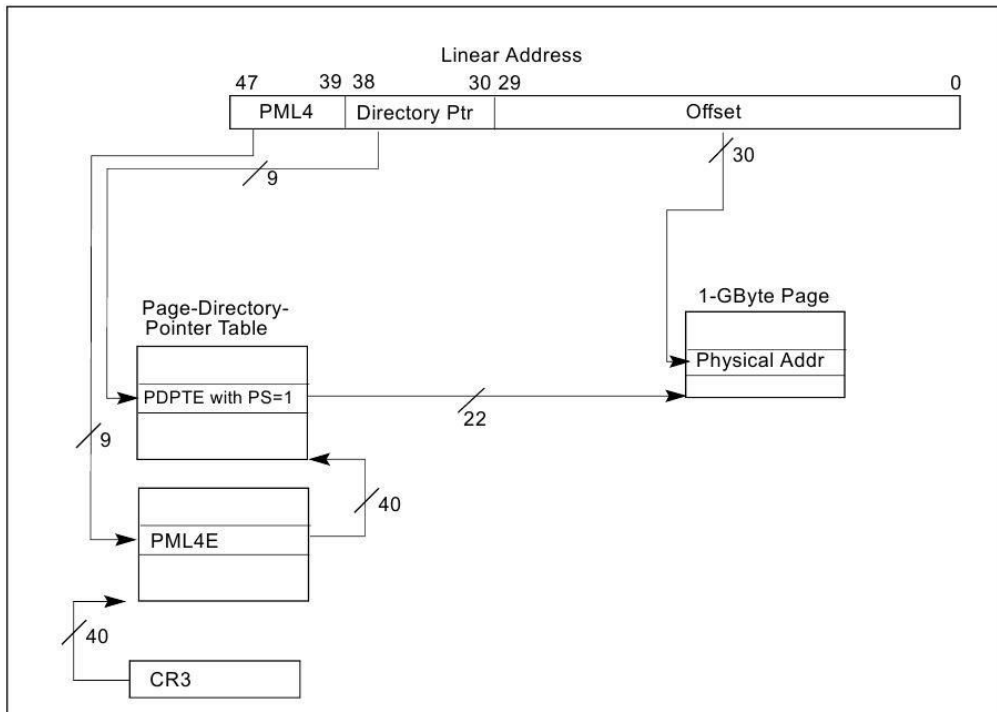 Linear Address
47 39 38 30 29 0
PML4 Directory Ptr Offset
9
30
Page-Directory-
Pointer Table
1-GByte Page
Physical Addr
PDPTE with PS=1
22
9
40
PML4E
40
CR3